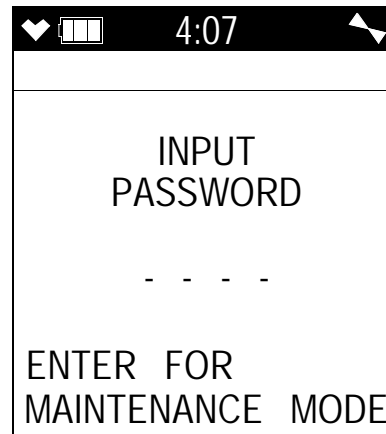 4:07
INPUT
PASSWORD
- - - -
ENTER FOR
MAINTENANCE MODE